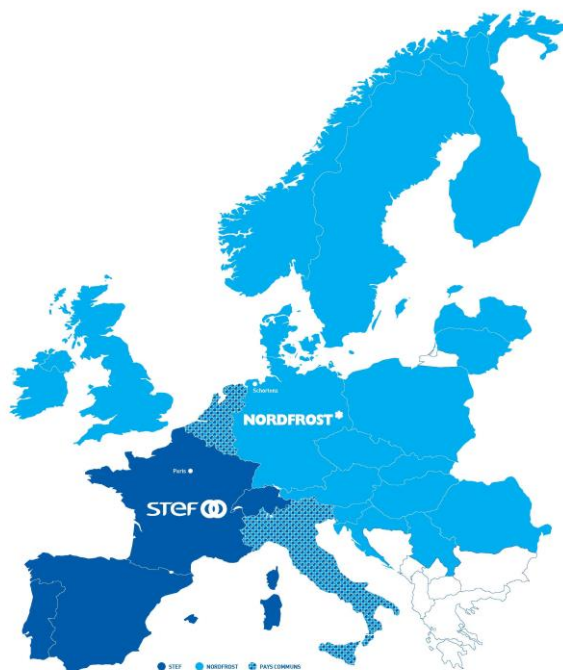 Schortens
NORDFROST*
Paris
STEF
STEF NORDFROST PAYS COMMUNS